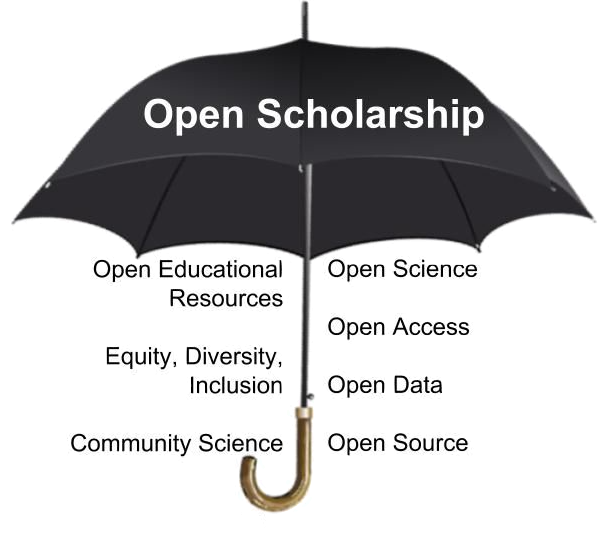 Open Scholarship
Open Educational
Resources
Equity, Diversity,
Inclusion
Community Science
Open Science
Open Access
Open Data
Open Source